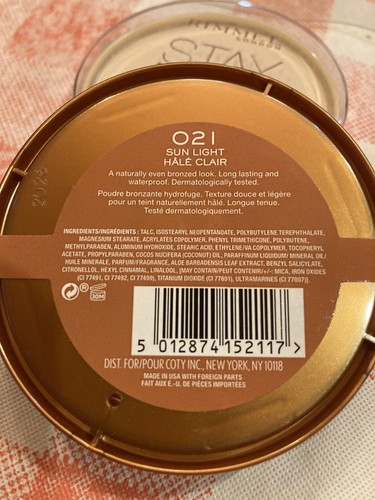 RIMMEL
LONDON
STAY
021
SUN LIGHT
HÂLÉ CLAIR
A naturally even bronzed look. Long lasting and
waterproof. Dermatologically tested.
Poudre bronzante hydrofuge. Texture douce et légère
pour un teint naturellement hâlé. Longue tenue.
Testé dermatologiquement.
INGREDIENTS/INGRÉDIENTS: TALC, ISOSTEARYL NEOPENTANOATE, POLYBUTYLENE TEREPHTHALATE,
MAGNESIUM STEARATE, ACRYLATES COPOLYMER, PHENYL TRIMETHICONE, POLYBUTENE,
METHYLPARABEN, ALUMINUM HYDROXIDE, STEARIC ACID, ETHYLENE/VA COPOLYMER, TOCOPHERYL
ACETATE, PROPYLPARABEN, COCOS NUCIFERA (COCONUT) OIL, PARAFFINUM LIQUIDUM/ MINERAL OIL/
HUILE MINERALE, PARFUM/FRAGRANCE, ALOE BARBADENSIS LEAF EXTRACT, BENZYL SALICYLATE,
CITRONELLOL, HEXYL CINNAMAL, LINALOOL, [MAY CONTAIN/PEUT CONTENIR/+/-: MICA, IRON OXIDES
(CI 77491, CI 77492, CI 77499), TITANIUM DIOXIDE (CI 77891), ULTRAMARINES (CI 77007)].
30M
5 012874 152117 >
DIST. FOR/POUR COTY INC., NEW YORK, NY 10118
MADE IN USA WITH FOREIGN PARTS
FAIT AUX É.-U. DE PIÈCES IMPORTÉES